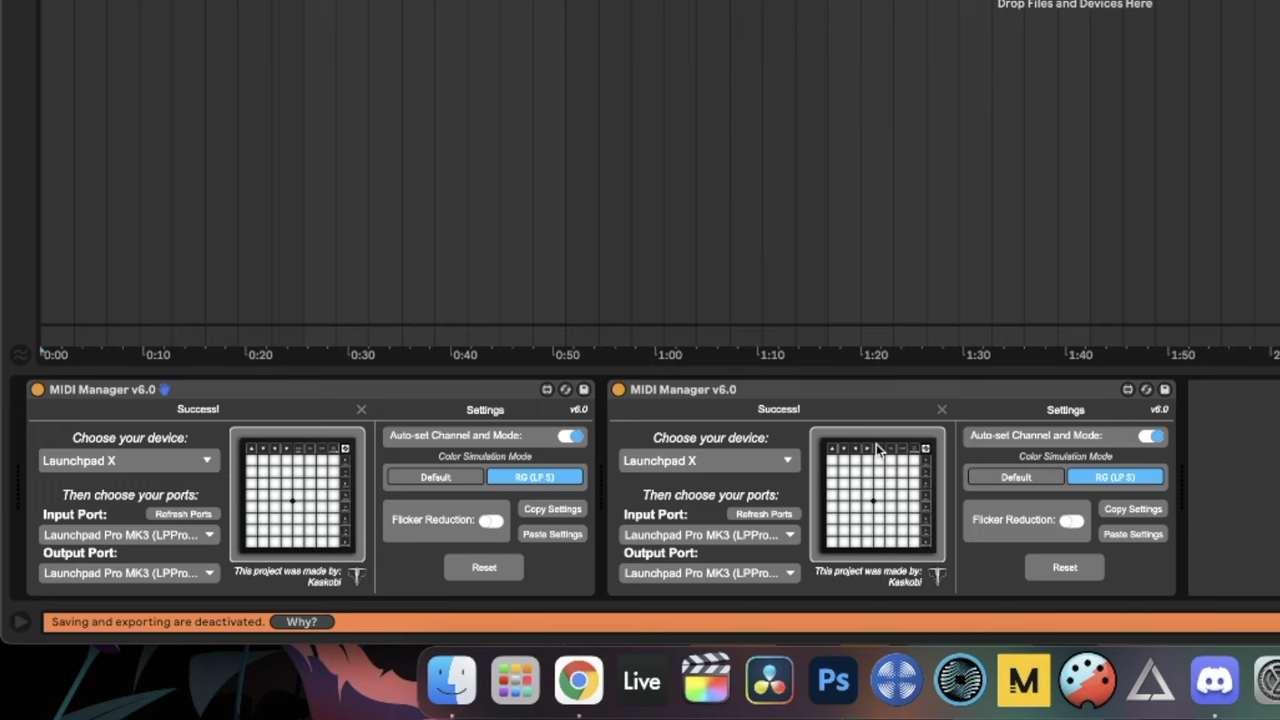 Drop Files and Devices Here
0:00 0:10 0:20 0:30 0:40 0:50 1:00 1:10 1:20 1:30 1:40 1:50
MIDI Manager v6.0
Success!
Settings
v6.0
Choose your device:
Auto-set Channel and Mode:
Launchpad X
Color Simulation Mode
Default
RG (LP S)
Then choose your ports:
Input Port:
Refresh Ports
Flicker Reduction:
Copy Settings
Launchpad Pro MK3 (LPPro...
Paste Settings
Output Port:
Launchpad Pro MK3 (LPPro...
Reset
This project was made by:
Kaskobi
MIDI Manager v6.0
Success!
Settings
v6.0
Choose your device:
Auto-set Channel and Mode:
Launchpad X
Color Simulation Mode
Default
RG (LP S)
Then choose your ports:
Input Port:
Refresh Ports
Flicker Reduction:
Copy Settings
Launchpad Pro MK3 (LPPro...
Paste Settings
Output Port:
Launchpad Pro MK3 (LPPro...
Reset
This project was made by:
Kaskobi
Saving and exporting are deactivated.
Why?
Live
Ps
M